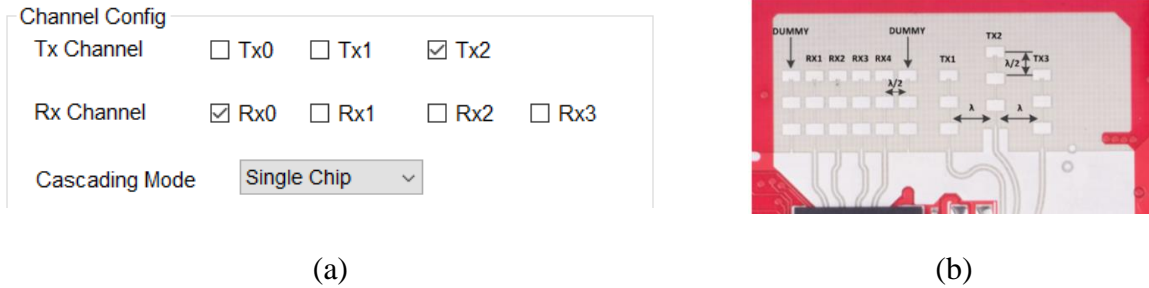 Channel Config
Tx Channel Tx0 Tx1 Tx2
Rx Channel Rx0 Rx1 Rx2 Rx3
Cascading Mode Single Chip
TX2
DUMMY DUMMY
RX1 RX2 RX3 RX4 TX1 λ/2 TX3
λ/2
λ λ
(a) (b)